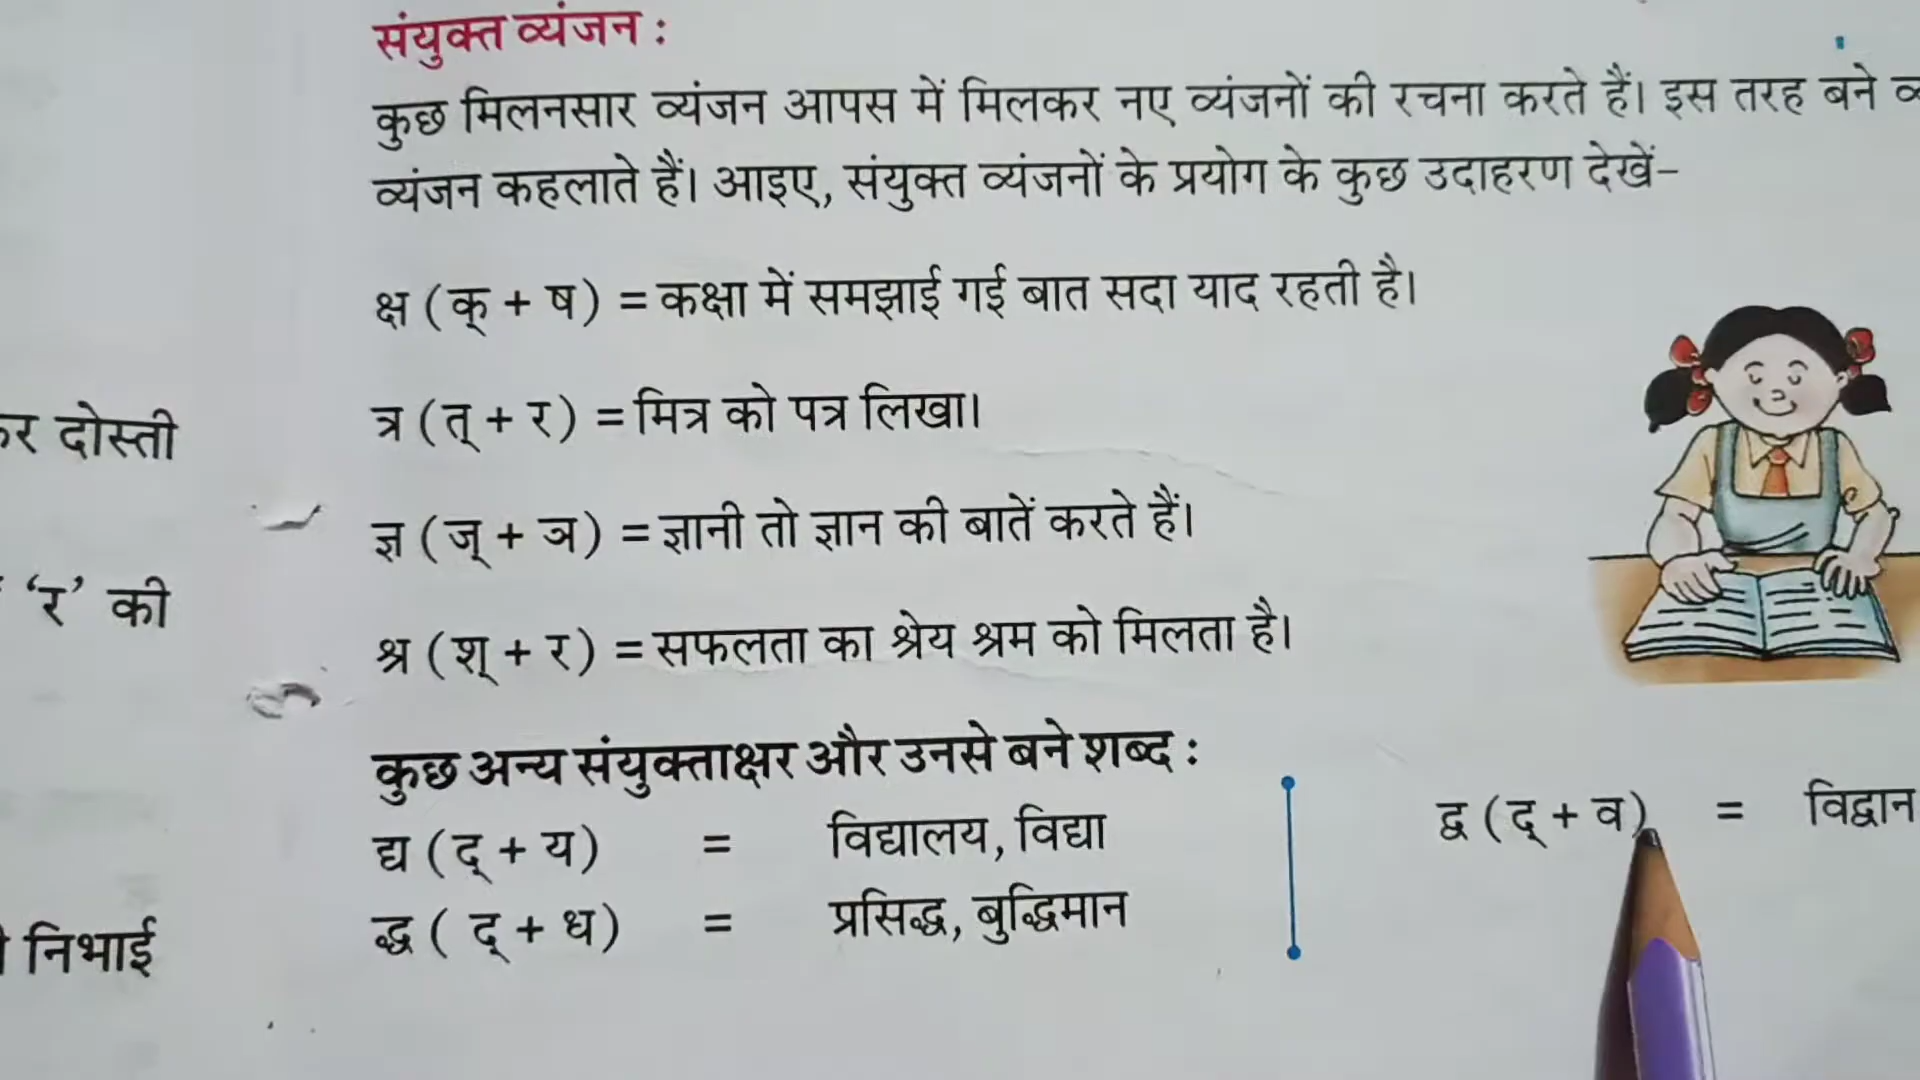 संयुक्त व्यंजन :
कुछ मिलनसार व्यंजन आपस में मिलकर नए व्यंजनों की रचना करते हैं। इस तरह बने
व्यंजन कहलाते हैं। आइए, संयुक्त व्यंजनों के प्रयोग के कुछ उदाहरण देखें-
क्ष ( क् + ष ) = कक्षा में समझाई गई बात सदा याद रहती है।
त्र ( त् + र ) = मित्र को पत्र लिखा।
ज्ञ ( ज् + ञ ) = ज्ञानी तो ज्ञान की बातें करते हैं।
श्र ( श् + र ) = सफलता का श्रेय श्रम को मिलता है।
कुछ अन्य संयुक्ताक्षर और उनसे बने शब्द :
द्य ( द् + य ) = विद्यालय, विद्या
द्ध ( द् + ध ) = प्रसिद्ध, बुद्धिमान
द्व ( द् + व ) = विद्वान
दोस्ती
'र' की
निभाई